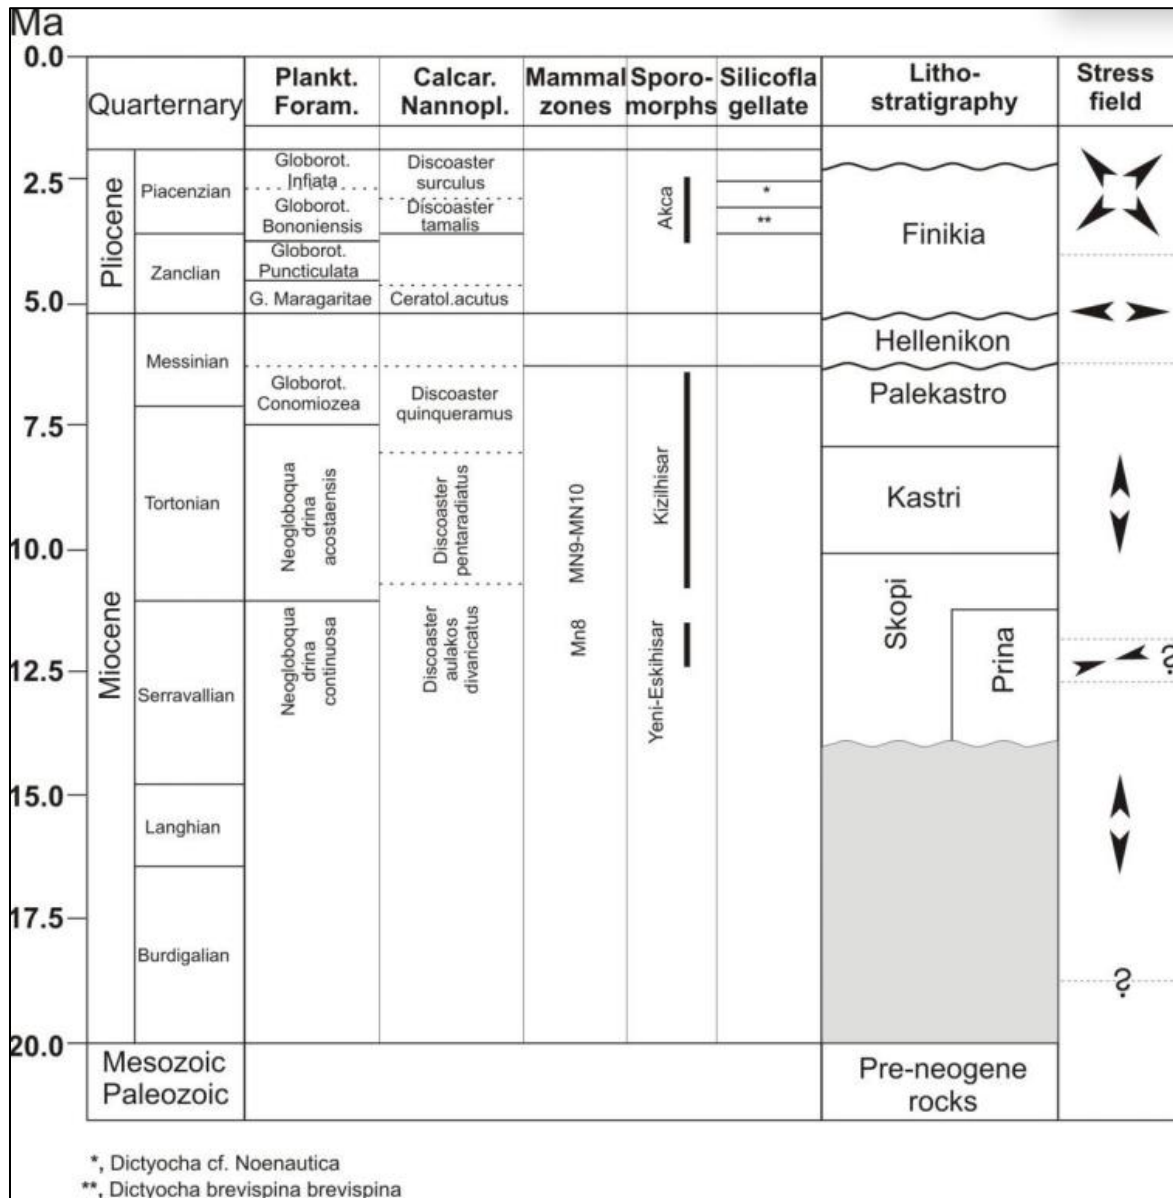 Ma
0.0
2.5
5.0
7.5
10.0
12.5
15.0
17.5
20.0
Quarternary
Plankt.
Foram.
Calcar.
Nannopl.
Mammal
zones
Sporo-
morphs
Silicofla
gellate
Litho-
stratigraphy
Stress
field
Pliocene
Piacenzian
Zanclian
Miocene
Messinian
Tortonian
Serravallian
Langhian
Burdigalian
Mesozoic
Paleozoic
Globorot.
Infiata
Globorot.
Bononiensis
Globorot.
Puncticulata
G. Maragaritae
Globorot.
Conomiozea
Neogloboqua
drina
acostaensis
Neogloboqua
drina
continuosa
Discoaster
surculus
Discoaster
tamalis
Ceratol.acutus
Discoaster
quinqueramus
Discoaster
pentaradiatus
Discoaster
aulakos
divaricatus
MN9-MN10
Mn8
Akca
Kizilhisar
Yeni-Eskihisar
*
**
Finikia
Hellenikon
Palekastro
Kastri
Skopi
Prina
Pre-neogene
rocks
?
?
*, Dictyocha cf. Noenautica
**, Dictyocha brevispina brevispina